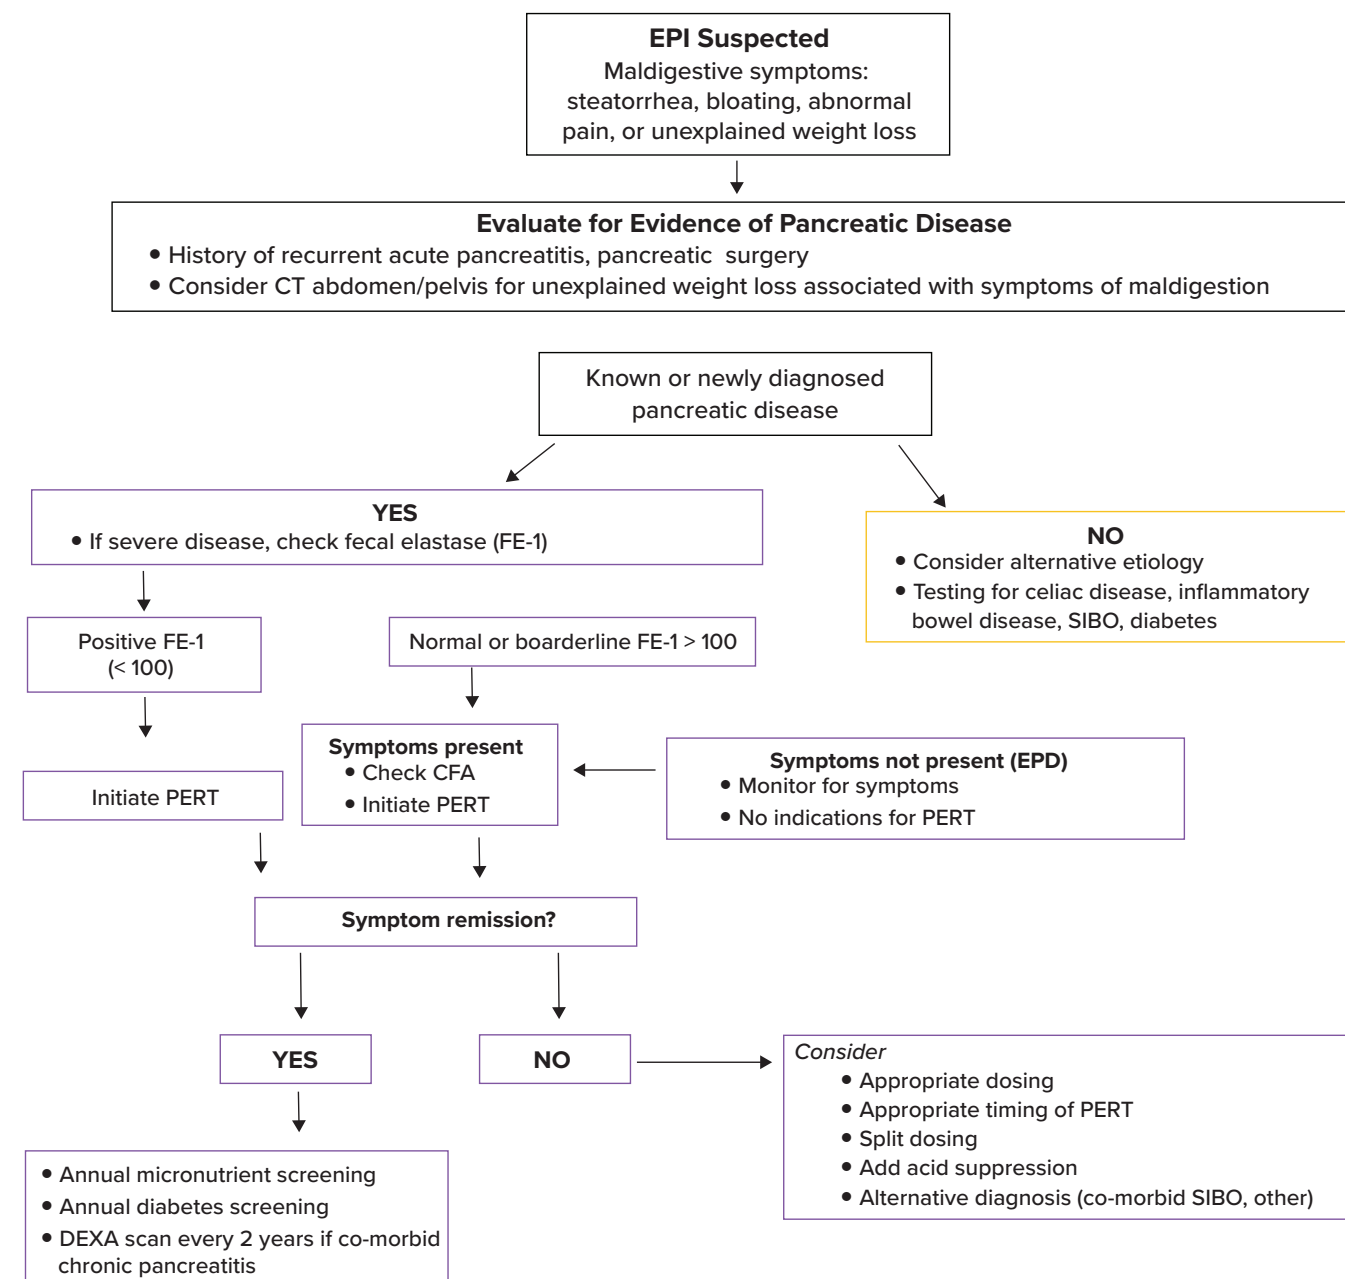 EPI Suspected
Maldigestive symptoms:
steatorrhea, bloating, abnormal
pain, or unexplained weight loss
Evaluate for Evidence of Pancreatic Disease
• History of recurrent acute pancreatitis, pancreatic surgery
• Consider CT abdomen/pelvis for unexplained weight loss associated with symptoms of maldigestion
Known or newly diagnosed
pancreatic disease
YES
• If severe disease, check fecal elastase (FE-1)
NO
• Consider alternative etiology
• Testing for celiac disease, inflammatory
bowel disease, SIBO, diabetes
Positive FE-1
(< 100)
Normal or boarderline FE-1 > 100
Initiate PERT
Symptoms present
• Check CFA
• Initiate PERT
Symptoms not present (EPD)
• Monitor for symptoms
• No indications for PERT
Symptom remission?
YES
NO
Consider
• Appropriate dosing
• Appropriate timing of PERT
• Split dosing
• Add acid suppression
• Alternative diagnosis (co-morbid SIBO, other)
• Annual micronutrient screening
• Annual diabetes screening
• DEXA scan every 2 years if co-morbid
chronic pancreatitis